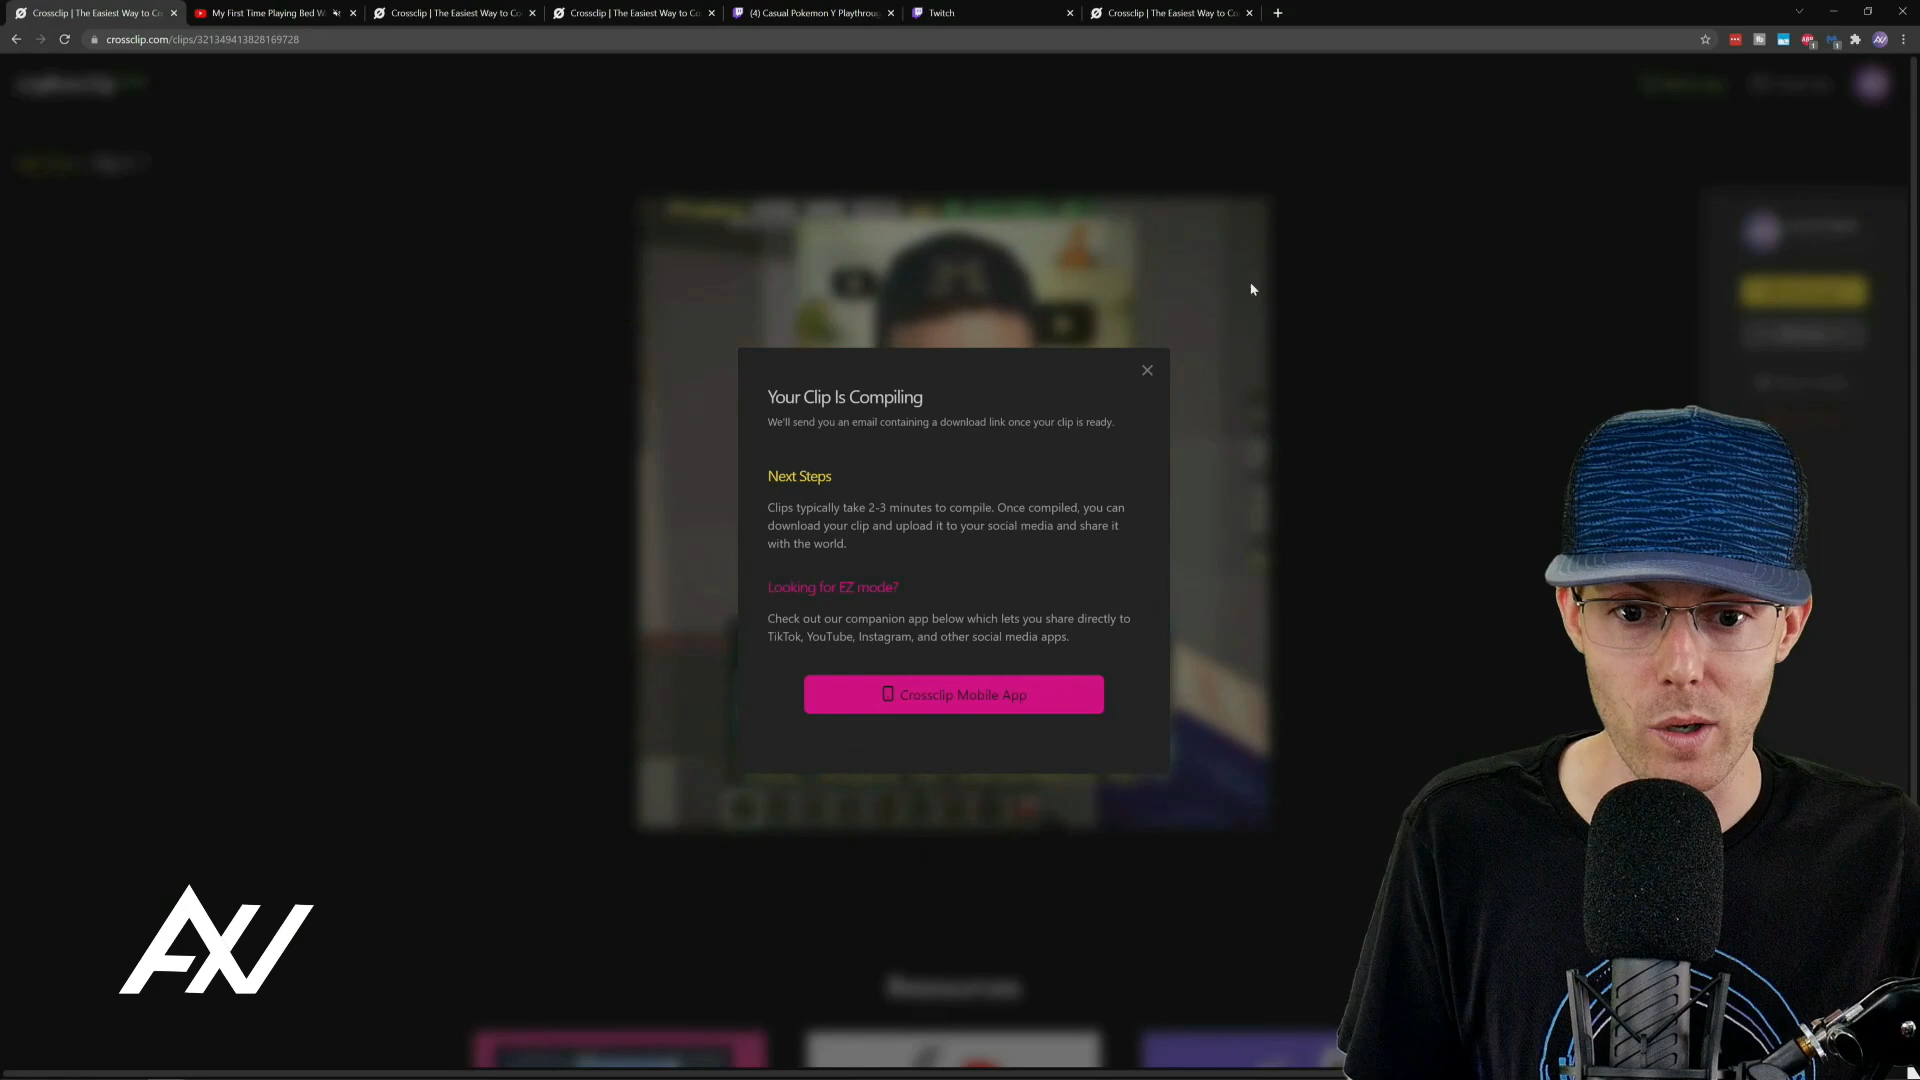 Crossclip | The Easiest Way to Co
My First Time Playing Bed W
Crossclip | The Easiest Way to Co
Crossclip | The Easiest Way to Co
(4) Casual Pokemon Y Playthroug
Twitch
Crossclip | The Easiest Way to Co
crossclip.com/clips/321349413828169728
Your Clip Is Compiling
We'll send you an email containing a download link once your clip is ready.
Next Steps
Clips typically take 2-3 minutes to compile. Once compiled, you can
download your clip and upload it to your social media and share it
with the world.
Looking for EZ mode?
Check out our companion app below which lets you share directly to
TikTok, YouTube, Instagram, and other social media apps.
Crossclip Mobile App
Resources